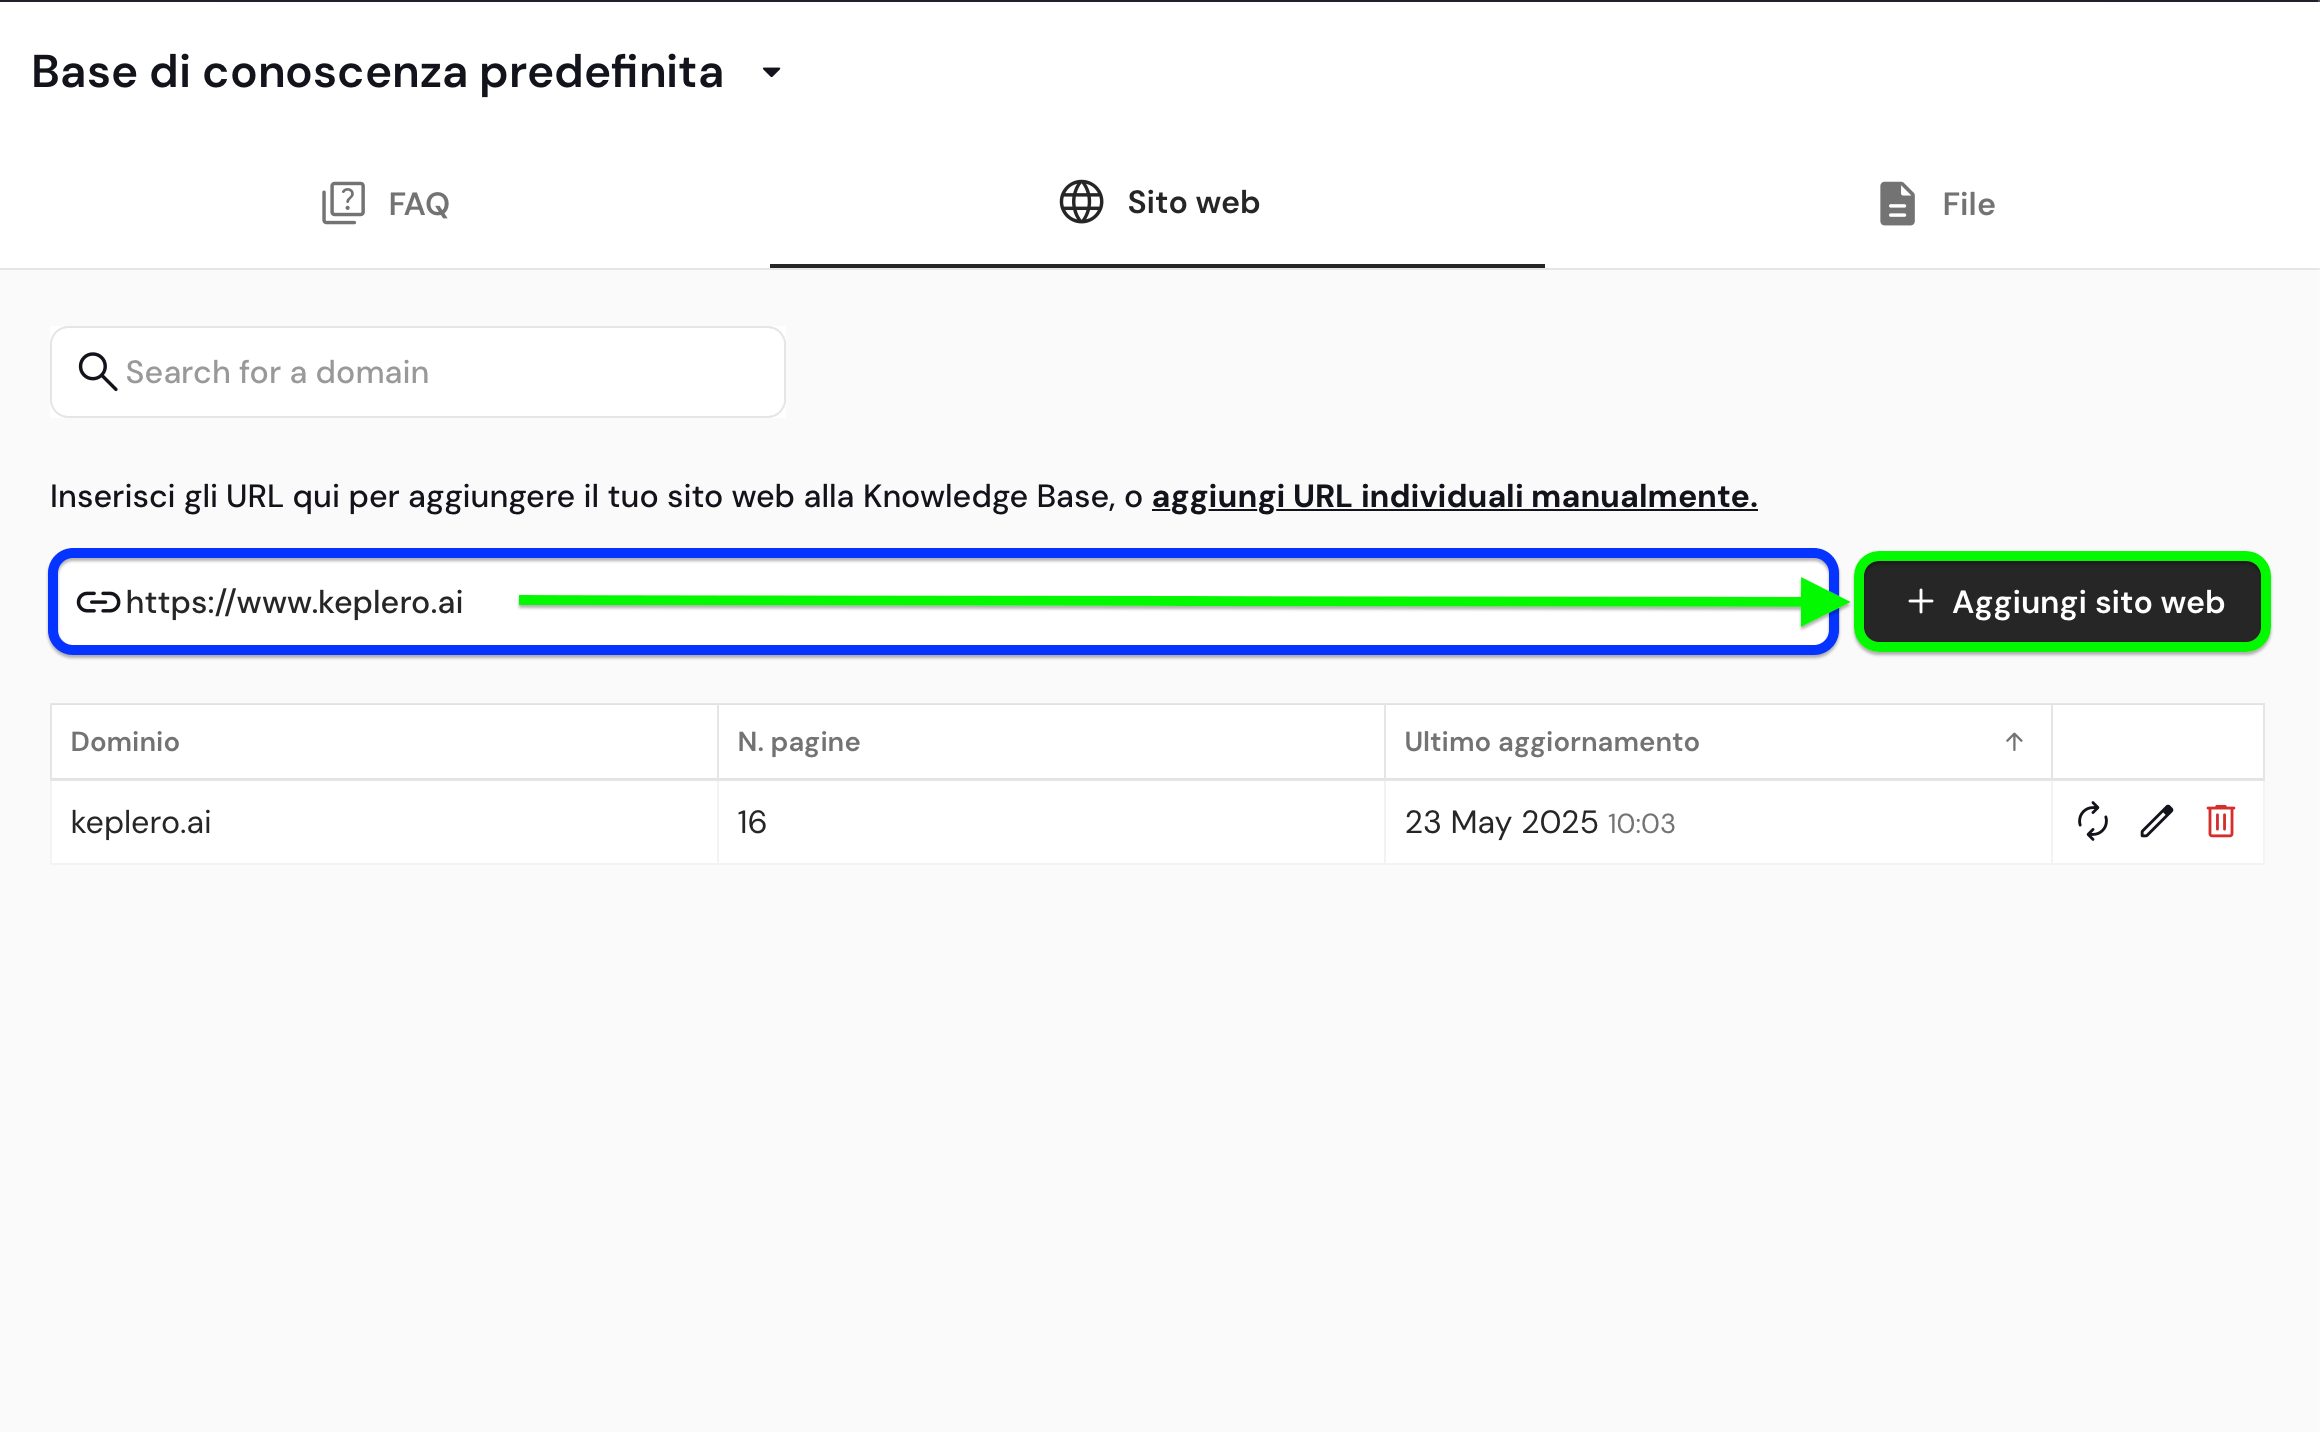 Base di conoscenza predefinita
FAQ
Sito web
File
Search for a domain
Inserisci gli URL qui per aggiungere il tuo sito web alla Knowledge Base, o aggiungi URL individuali manualmente.
https://www.keplero.ai
+ Aggiungi sito web
Dominio N. pagine Ultimo aggiornamento
keplero.ai 16 23 May 2025 10:03